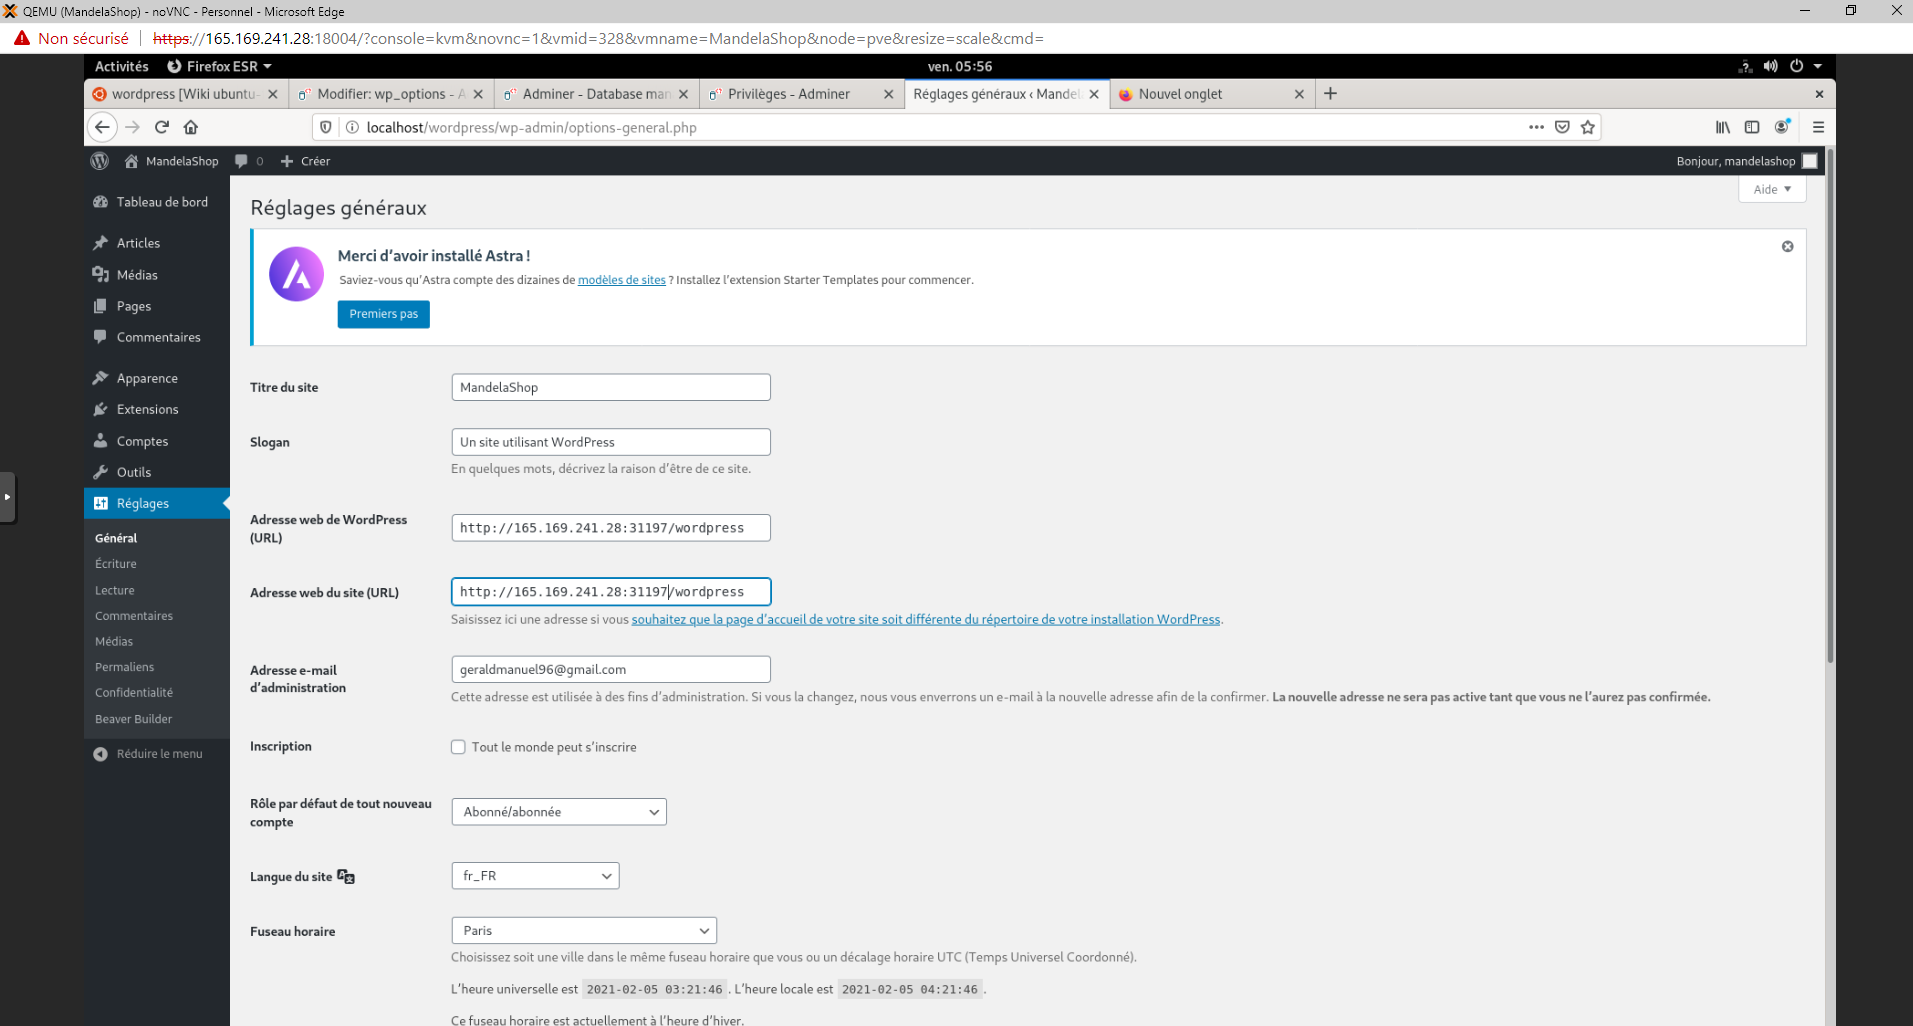 QEMU (MandelaShop) - noVNC - Personnel - Microsoft Edge
Non sécurisé | https://165.169.241.28:18004/?console=kvm&novnc=1&vmid=328&vmname=MandelaShop&node=pve&resize=scale&cmd=
Activités Firefox ESR ven. 05:56
wordpress [Wiki ubuntu- Modifier: wp_options - A Adminer - Database man Privilèges - Adminer Réglages généraux ‹ Mandel Nouvel onglet
localhost/wordpress/wp-admin/options-general.php
MandelaShop 0 Créer Bonjour, mandelashop
Aide
Tableau de bord
Articles
Médias
Pages
Commentaires
Apparence
Extensions
Comptes
Outils
Réglages
Général
Écriture
Lecture
Commentaires
Médias
Permaliens
Confidentialité
Beaver Builder
Réduire le menu
Réglages généraux
Merci d’avoir installé Astra !
Saviez-vous qu’Astra compte des dizaines de modèles de sites ? Installez l’extension Starter Templates pour commencer.
Premiers pas
Titre du site MandelaShop
Slogan Un site utilisant WordPress
En quelques mots, décrivez la raison d’être de ce site.
Adresse web de WordPress
(URL)
http://165.169.241.28:31197/wordpress
Adresse web du site (URL) http://165.169.241.28:31197/wordpress
Saisissez ici une adresse si vous souhaitez que la page d’accueil de votre site soit différente du répertoire de votre installation WordPress.
Adresse e-mail
d’administration
geraldmanuel96@gmail.com
Cette adresse est utilisée à des fins d’administration. Si vous la changez, nous vous enverrons un e-mail à la nouvelle adresse afin de la confirmer. La nouvelle adresse ne sera pas active tant que vous ne l’aurez pas confirmée.
Inscription Tout le monde peut s’inscrire
Rôle par défaut de tout nouveau
compte
Abonné/abonnée
Langue du site fr_FR
Fuseau horaire Paris
Choisissez soit une ville dans le même fuseau horaire que vous ou un décalage horaire UTC (Temps Universel Coordonné).
L’heure universelle est 2021-02-05 03:21:46 . L’heure locale est 2021-02-05 04:21:46 .
Ce fuseau horaire est actuellement à l’heure d’hiver.